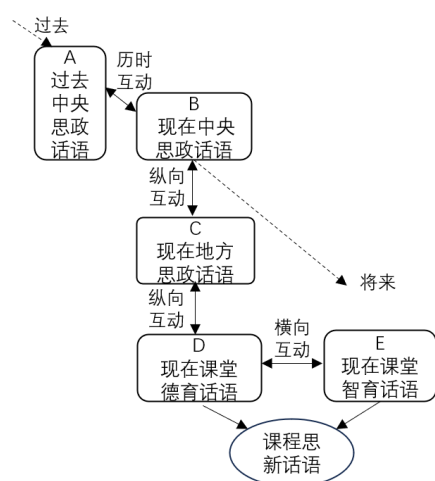 过去
A
过去
中央
思政
话语
历时
互动
B
现在中央
思政话语
纵向
互动
C
现在地方
思政话语
将来
纵向
互动
D
现在课堂
德育话语
横向
互动
E
现在课堂
智育话语
课程思
新话语